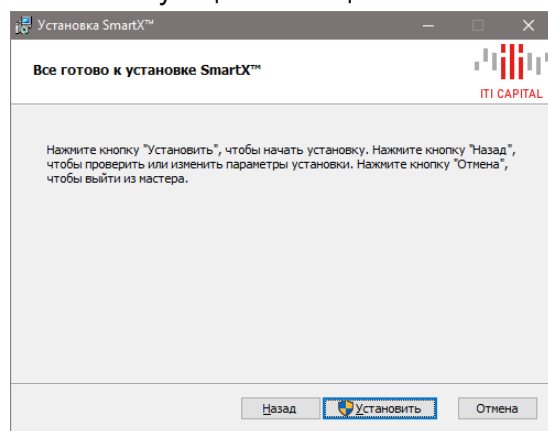 Установка SmartX™
Все готово к установке SmartX™
ITI CAPITAL
Нажмите кнопку "Установить", чтобы начать установку. Нажмите кнопку "Назад",
чтобы проверить или изменить параметры установки. Нажмите кнопку "Отмена",
чтобы выйти из мастера.
Назад
Установить
Отмена